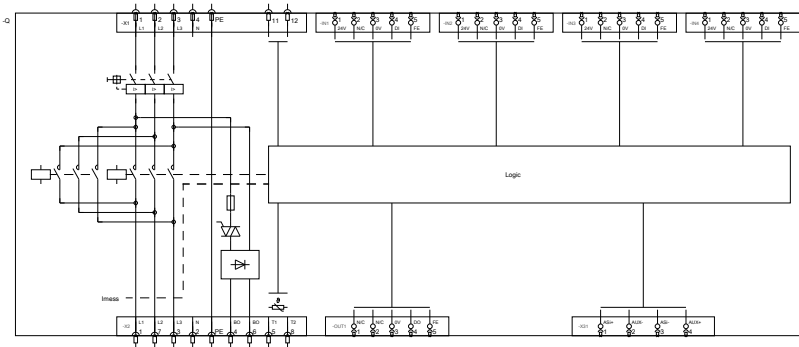 -Q
-X1 1 2 3 4 PE 11 12
L1 L2 L3 N
-IN1 1 2 3 4 5
24V N/C 0V DI FE
-IN2 1 2 3 4 5
24V N/C 0V DI FE
-IN3 1 2 3 4 5
24V N/C 0V DI FE
-IN4 1 2 3 4 5
24V N/C 0V DI FE
I> I> I>
Logic
Imess
ϑ
-X2 L1 L2 L3 N BO BO T1 T2
1 7 3 2 PE 4 6 5 8
-OUT1 N/C N/C 0V DO FE
1 2 3 4 5
-X31 ASi+ AUX- ASi- AUX+
1 2 3 4